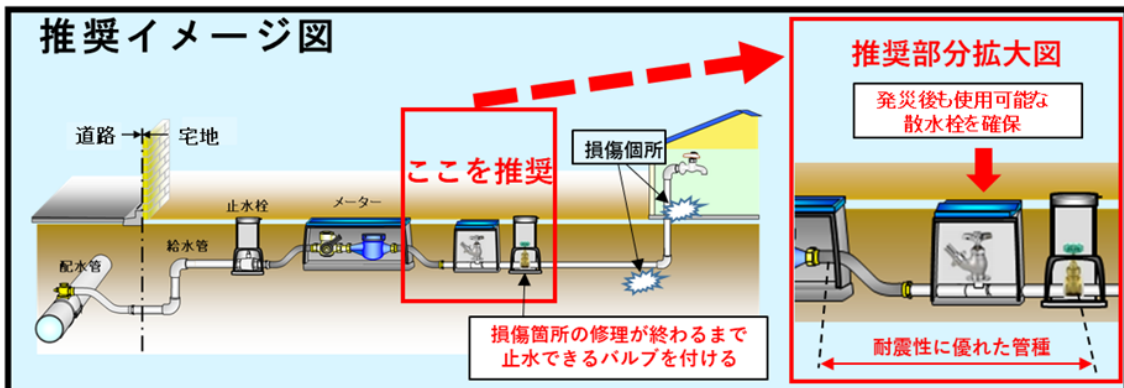 推奨イメージ図
道路
宅地
止水栓
メーター
給水管
配水管
ここを推奨
損傷個所
損傷箇所の修理が終わるまで
止水できるバルブを付ける
推奨部分拡大図
発災後も使用可能な
散水栓を確保
耐震性に優れた管種